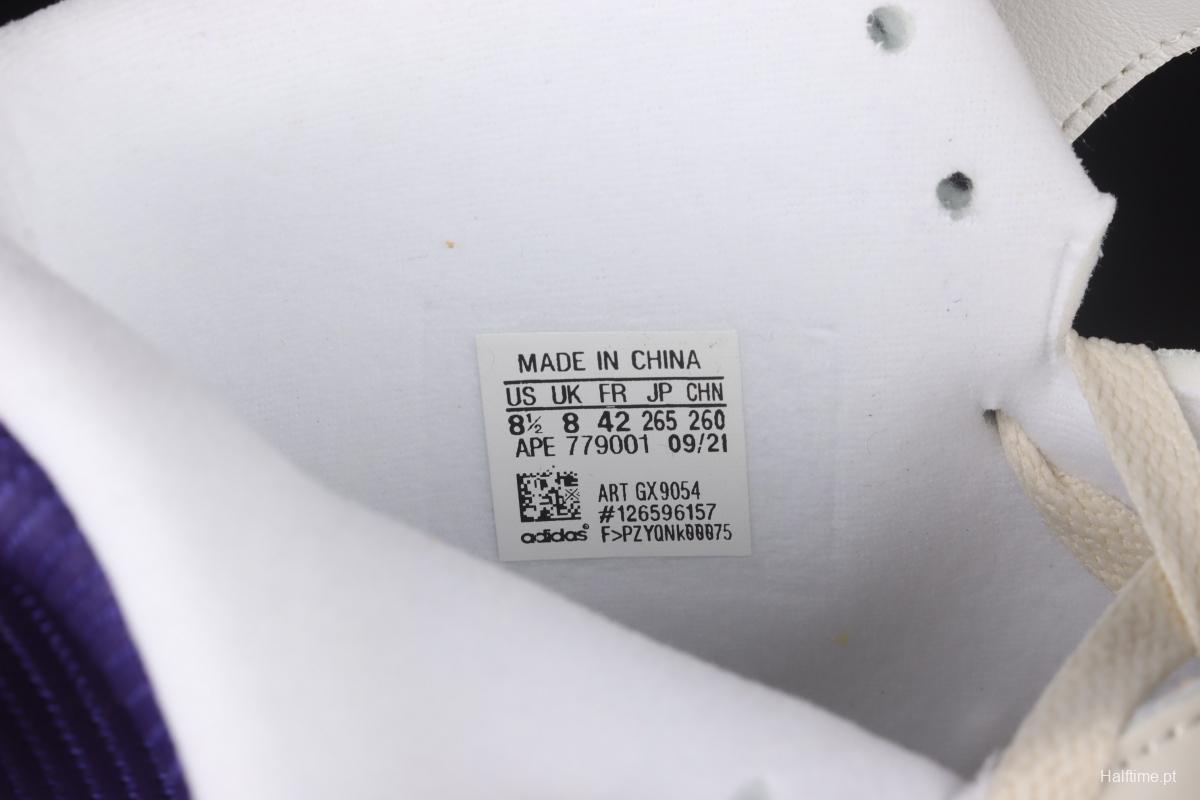 MADE IN CHINA
US UK FR JP CHN
8½ 8 42 265 260
APE 779001 09/21
ART GX9054
#126596157
adidas® F>PZYQNk00075
Halftime.pt